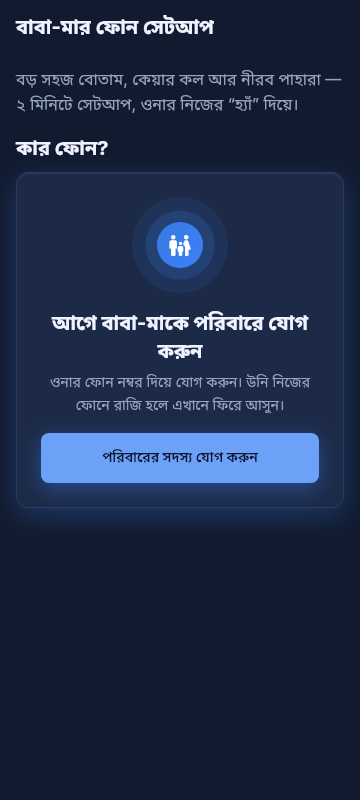 বাবা-মার ফোন সেটআপ
বড় সহজ বোতাম, কেয়ার কল আর নীরব পাহারা —
২ মিনিটে সেটআপ, ওনার নিজের “হ্যাঁ” দিয়ে।
কার ফোন?
আগে বাবা-মাকে পরিবারে যোগ
করুন
ওনার ফোন নম্বর দিয়ে যোগ করুন। উনি নিজের
ফোনে রাজি হলে এখানে ফিরে আসুন।
পরিবারের সদস্য যোগ করুন